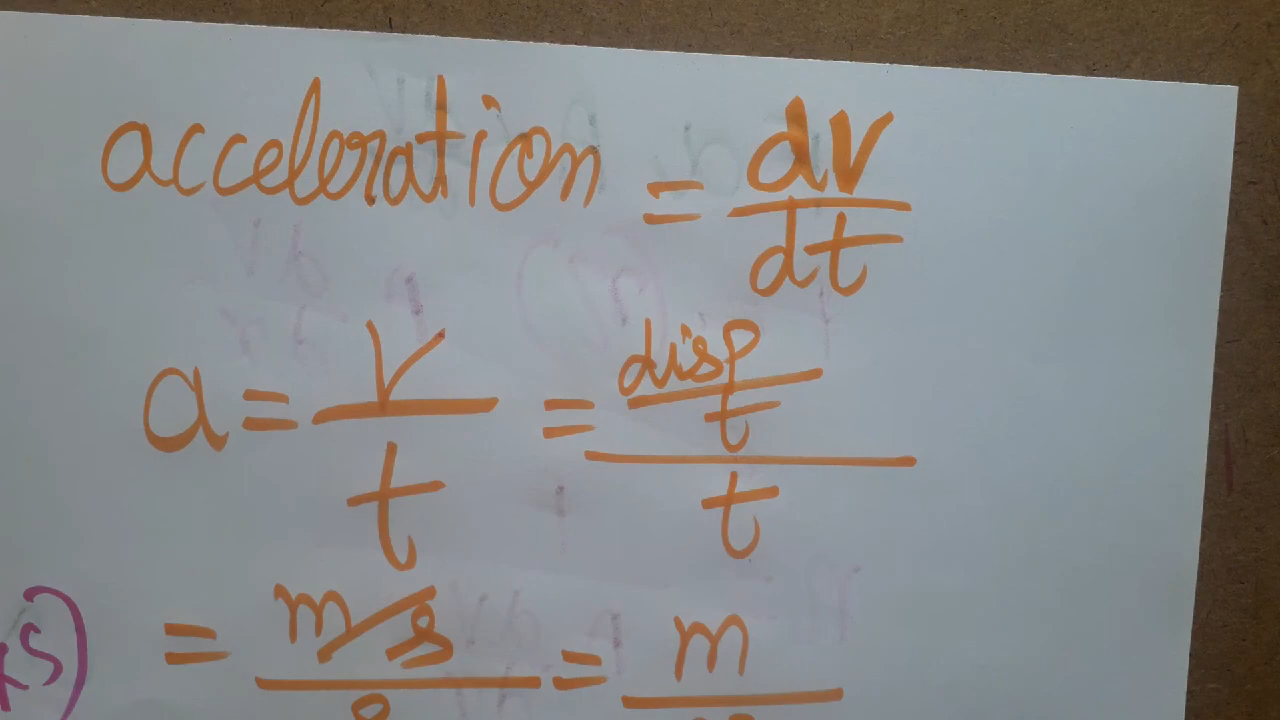 acceleration = dv/dt
a = v/t = disp/t/t
= m/s/s = m
s)